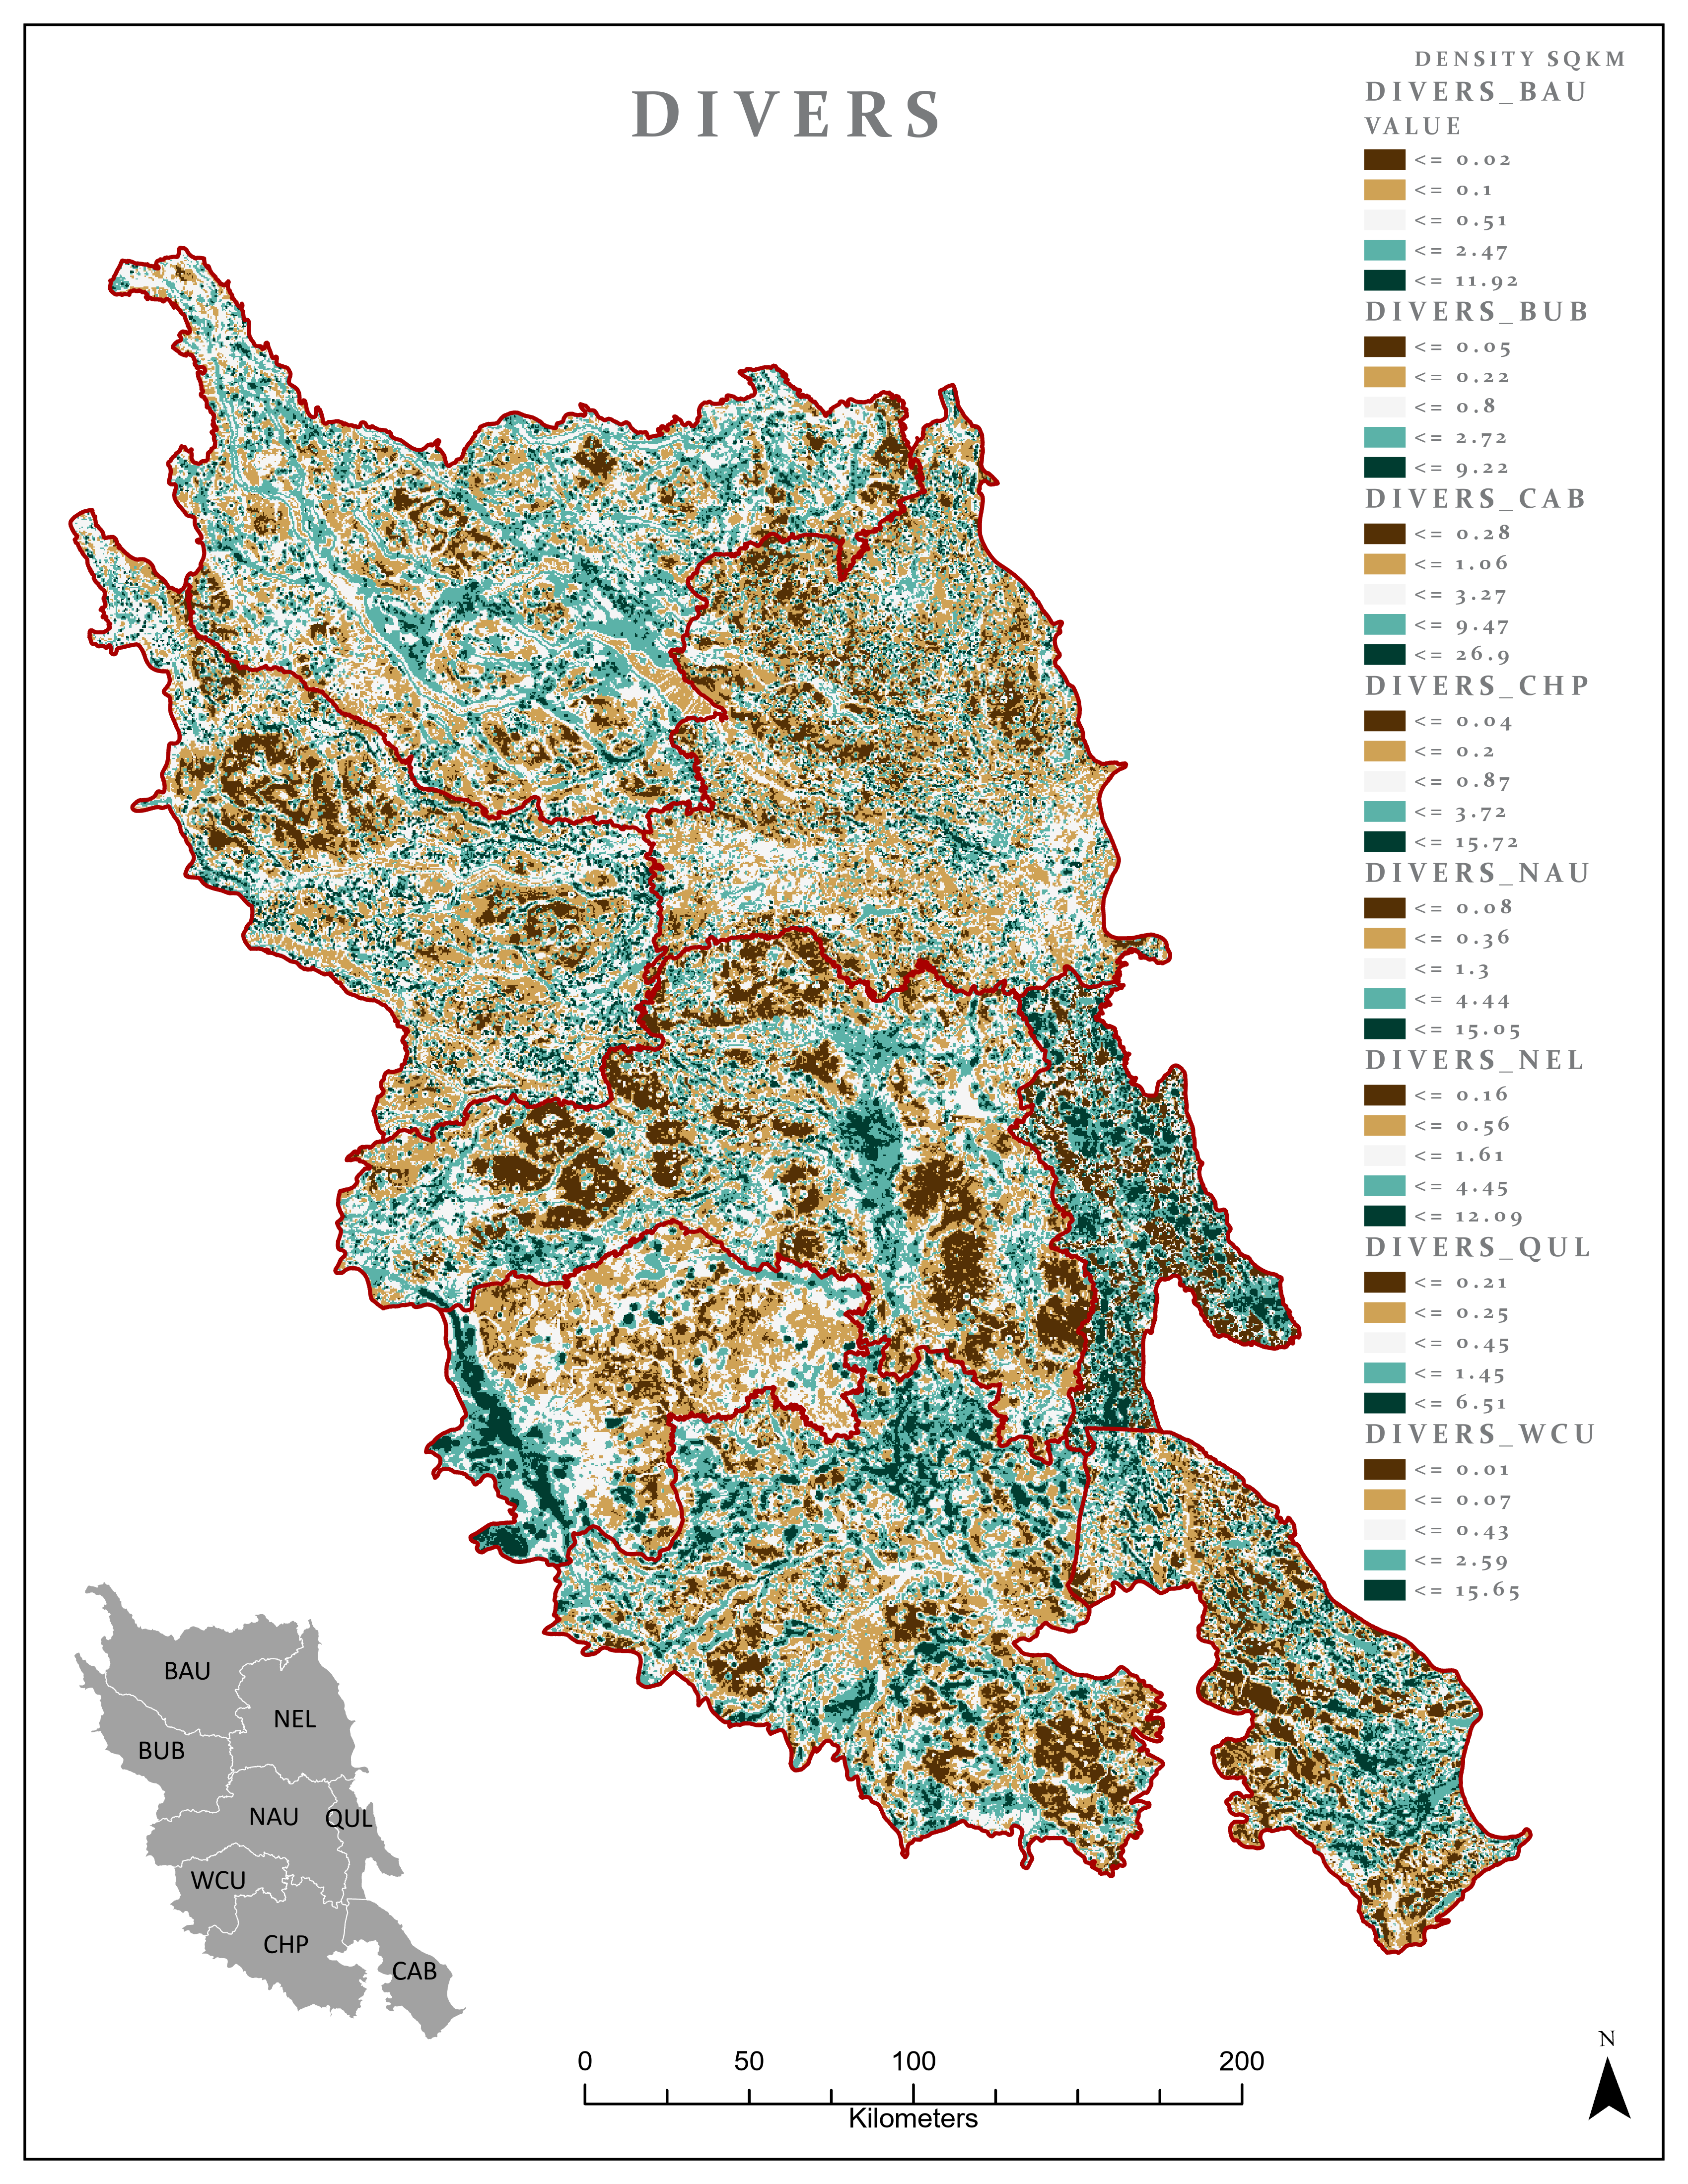 DENSITY SQKM
DIVERS
DIVERS_BAU
VALUE
<= 0.02
<= 0.1
<= 0.51
<= 2.47
<= 11.92
DIVERS_BUB
<= 0.05
<= 0.22
<= 0.8
<= 2.72
<= 9.22
DIVERS_CAB
<= 0.28
<= 1.06
<= 3.27
<= 9.47
<= 26.9
DIVERS_CHP
<= 0.04
<= 0.2
<= 0.87
<= 3.72
<= 15.72
DIVERS_NAU
<= 0.08
<= 0.36
<= 1.3
<= 4.44
<= 15.05
DIVERS_NEL
<= 0.16
<= 0.56
<= 1.61
<= 4.45
<= 12.09
DIVERS_QUL
<= 0.21
<= 0.25
<= 0.45
<= 1.45
<= 6.51
DIVERS_WCU
<= 0.01
<= 0.07
<= 0.43
<= 2.59
<= 15.65
BAU
NEL
BUB
NAU QUL
WCU
CHP
CAB
N
0 50 100 200
Kilometers